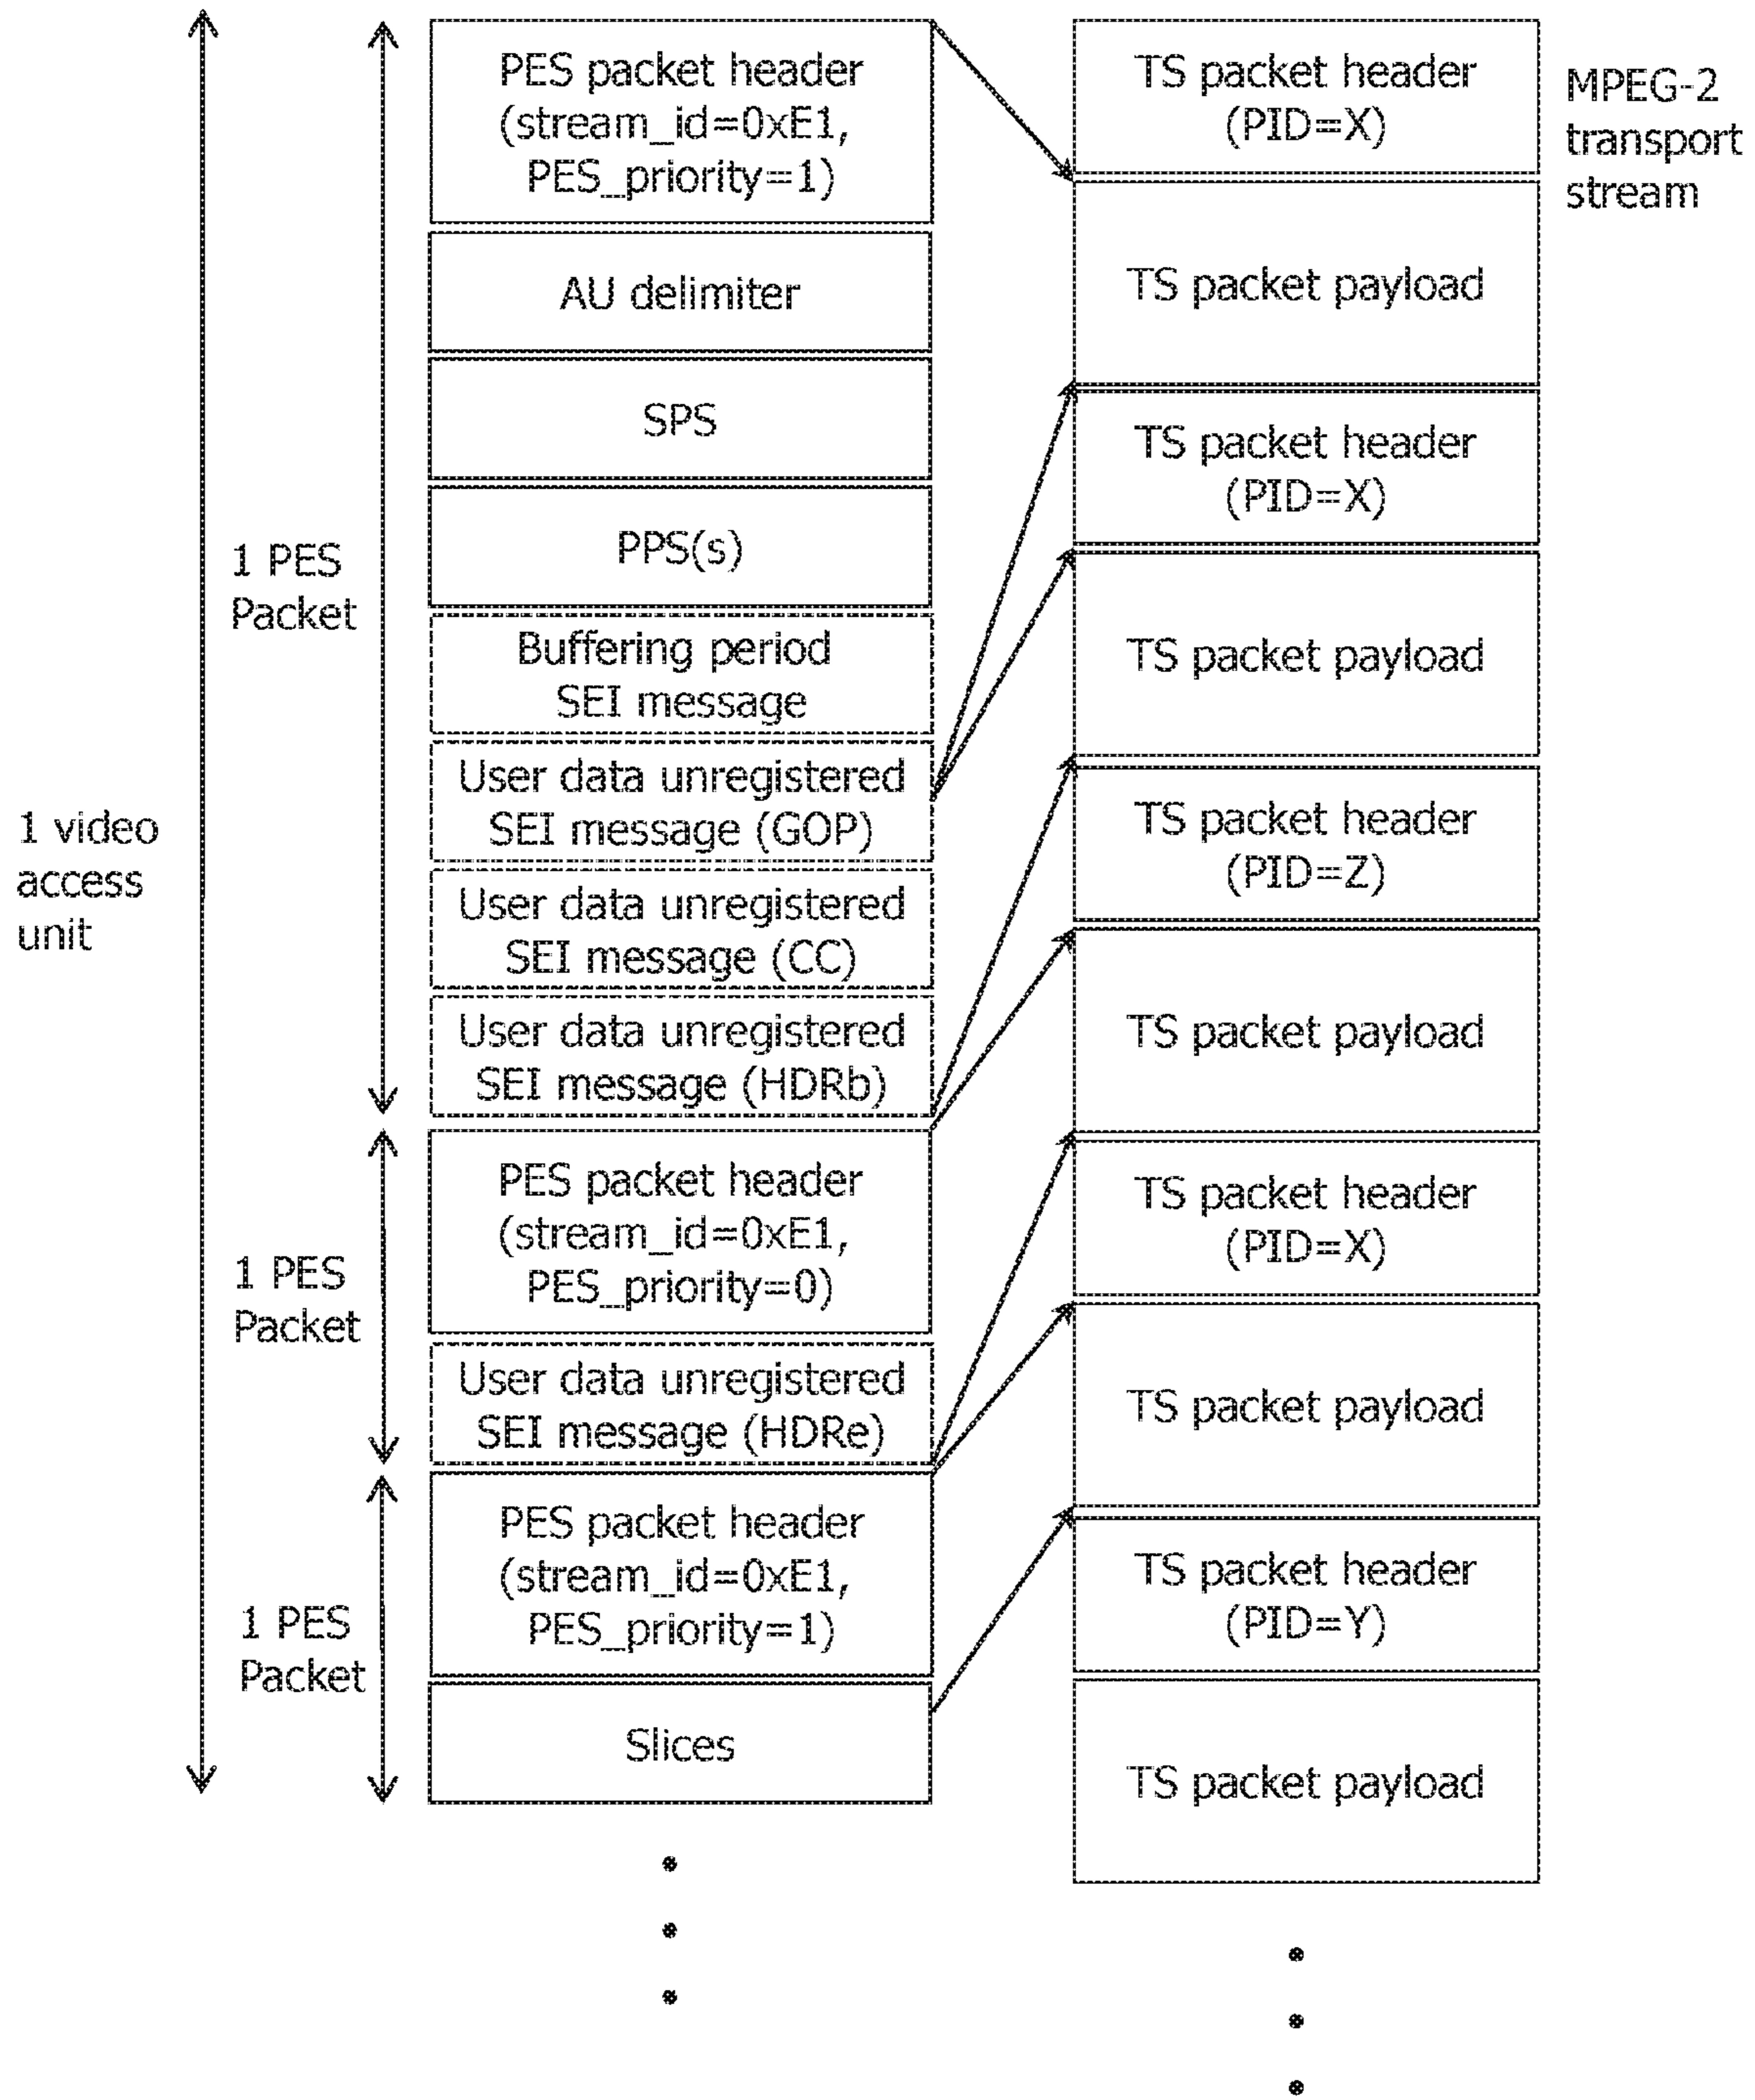 1 video
access
unit
1 PES
Packet
1 PES
Packet
1 PES
Packet
PES packet header
(stream_id=0xE1,
PES_priority=1)
AU delimiter
SPS
PPS(s)
Buffering period
SEI message
User data unregistered
SEI message (GOP)
User data unregistered
SEI message (CC)
User data unregistered
SEI message (HDRb)
PES packet header
(stream_id=0xE1,
PES_priority=0)
User data unregistered
SEI message (HDRe)
PES packet header
(stream_id=0xE1,
PES_priority=1)
Slices
TS packet header
(PID=X)
TS packet payload
TS packet header
(PID=X)
TS packet payload
TS packet header
(PID=Z)
TS packet payload
TS packet header
(PID=X)
TS packet payload
TS packet header
(PID=Y)
TS packet payload
MPEG-2
transport
stream